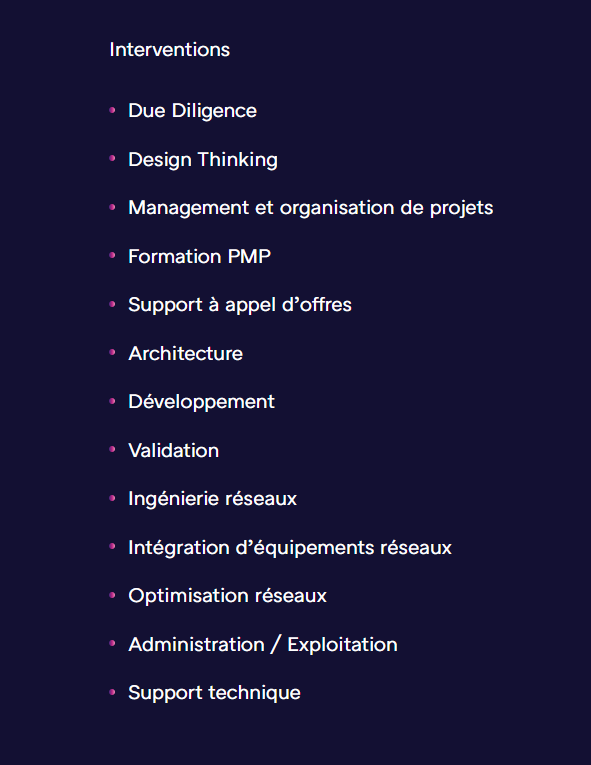 Interventions
Due Diligence
Design Thinking
Management et organisation de projets
Formation PMP
Support à appel d’offres
Architecture
Développement
Validation
Ingénierie réseaux
Intégration d’équipements réseaux
Optimisation réseaux
Administration / Exploitation
Support technique